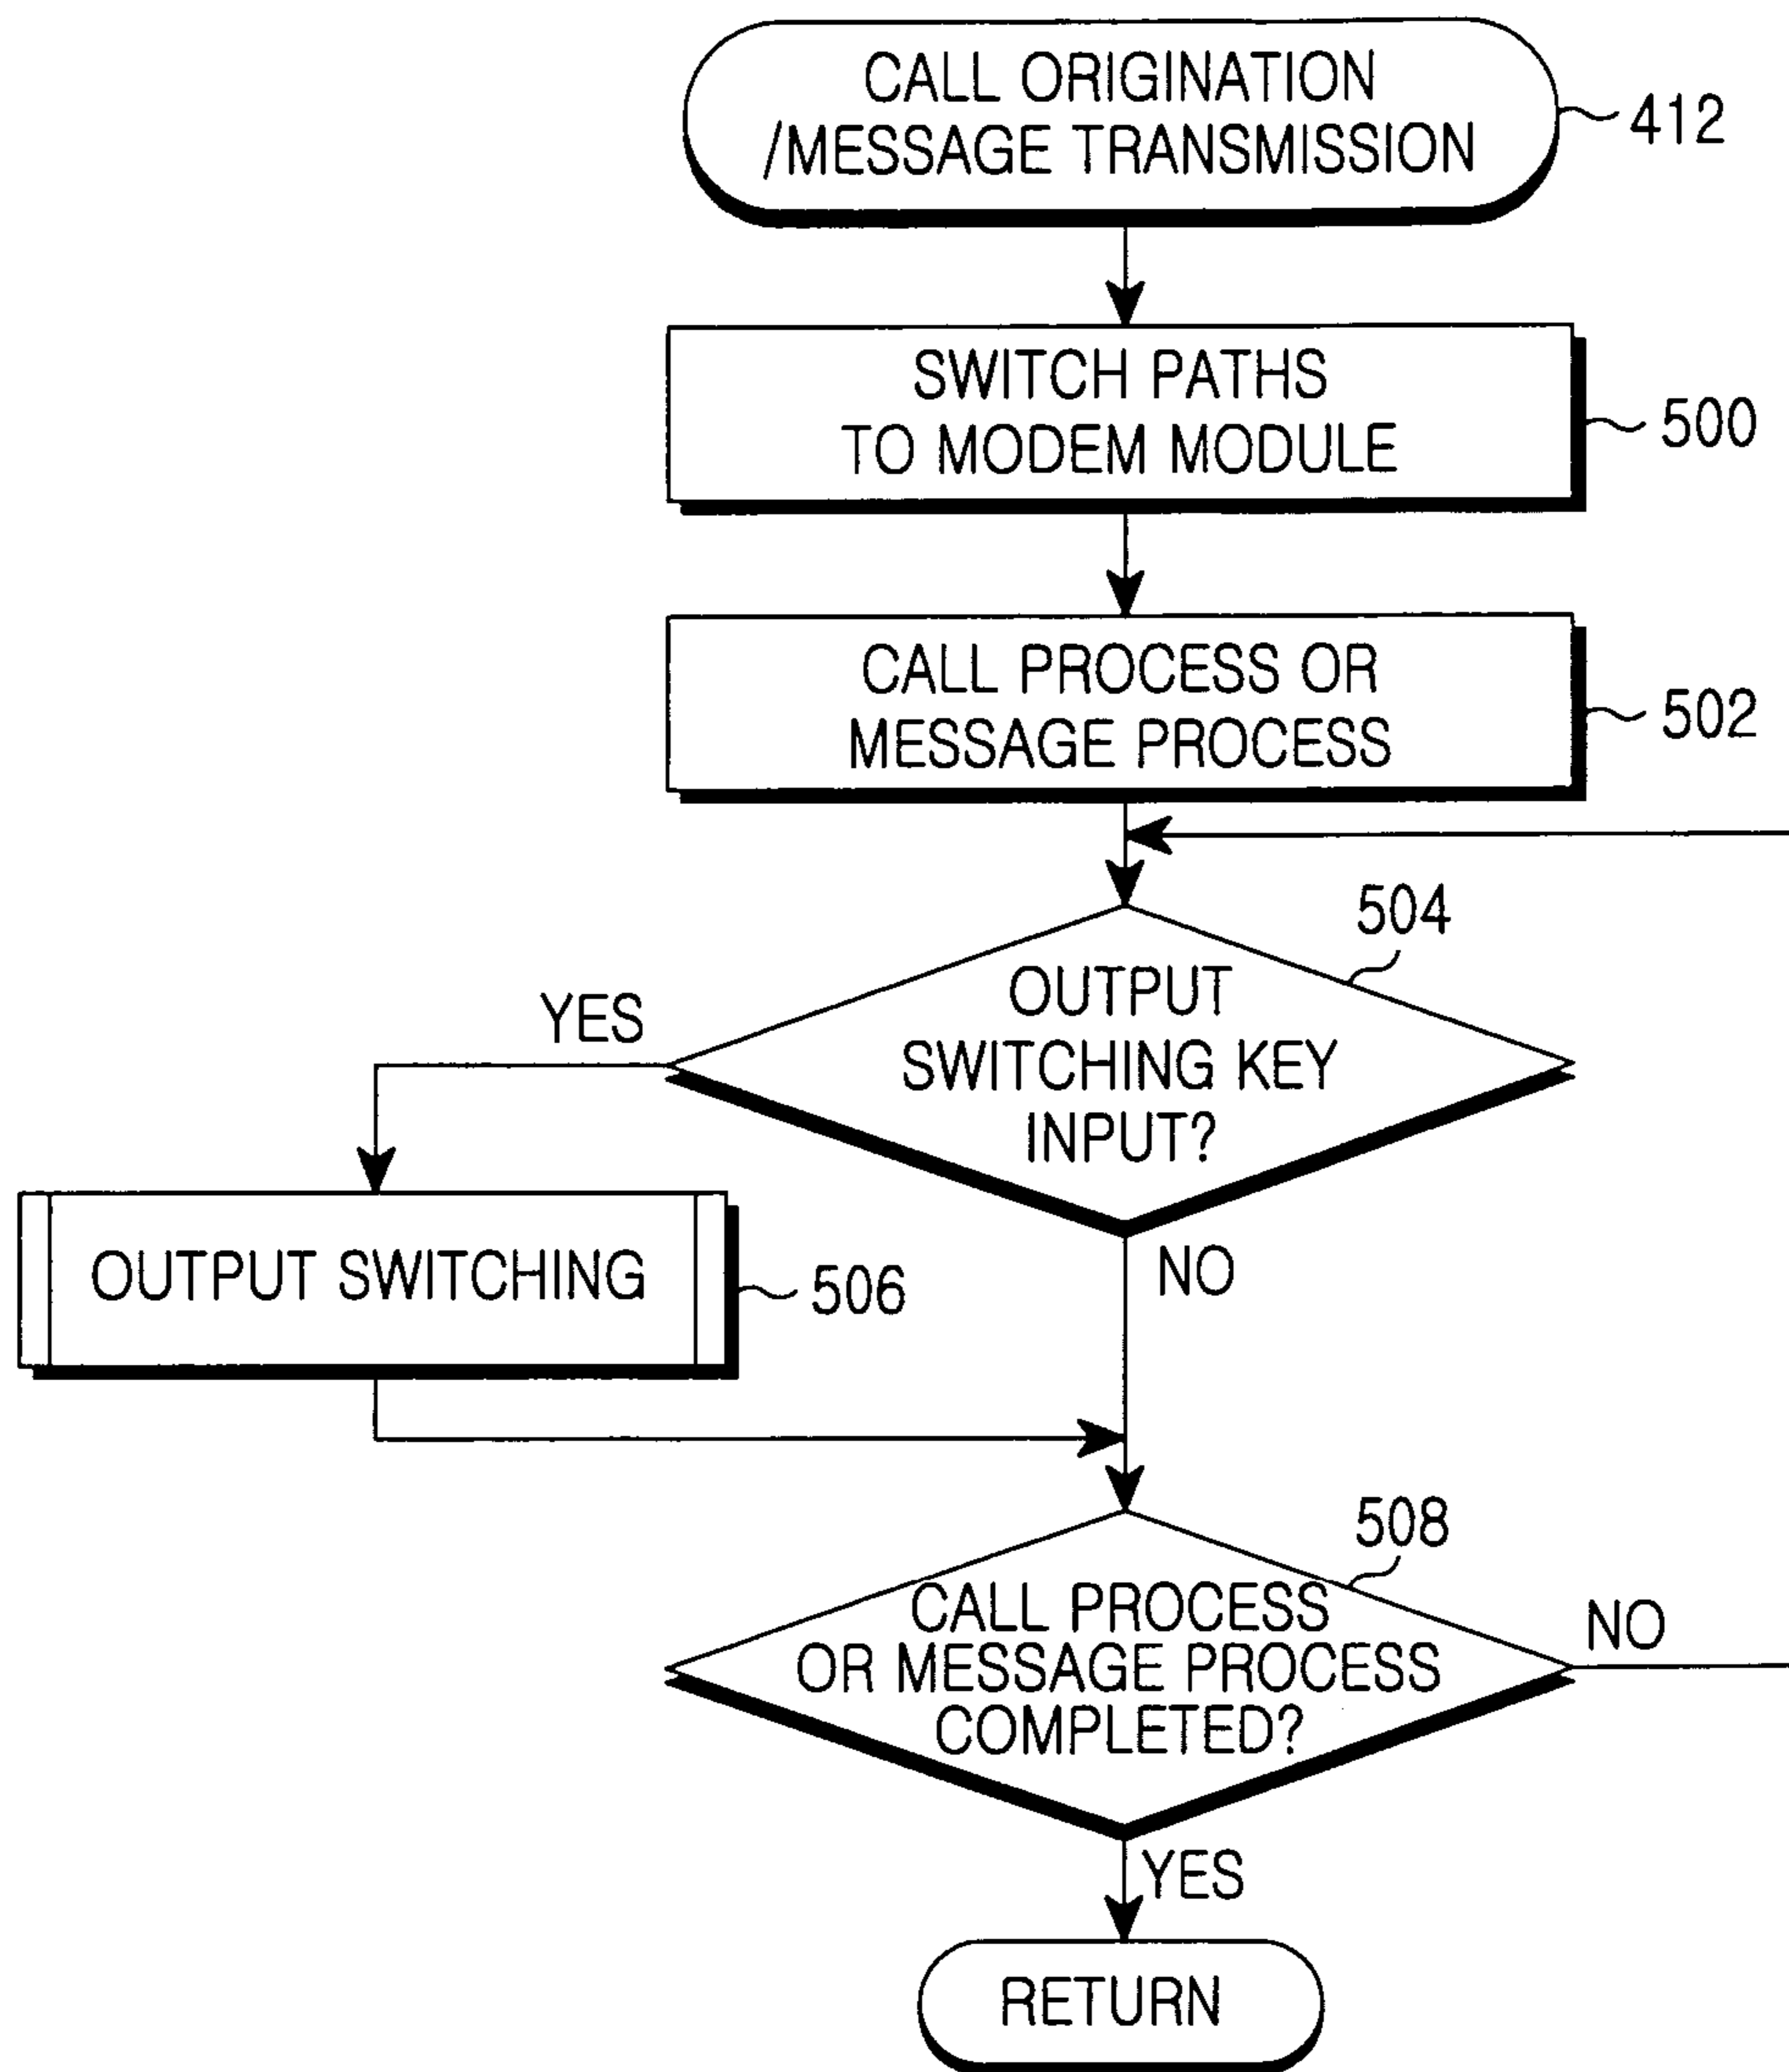 CALL ORIGINATION
/MESSAGE TRANSMISSION
412
SWITCH PATHS
TO MODEM MODULE
500
CALL PROCESS OR
MESSAGE PROCESS
502
504
OUTPUT
SWITCHING KEY
INPUT?
YES
NO
OUTPUT SWITCHING
506
508
CALL PROCESS
OR MESSAGE PROCESS
COMPLETED?
NO
YES
RETURN